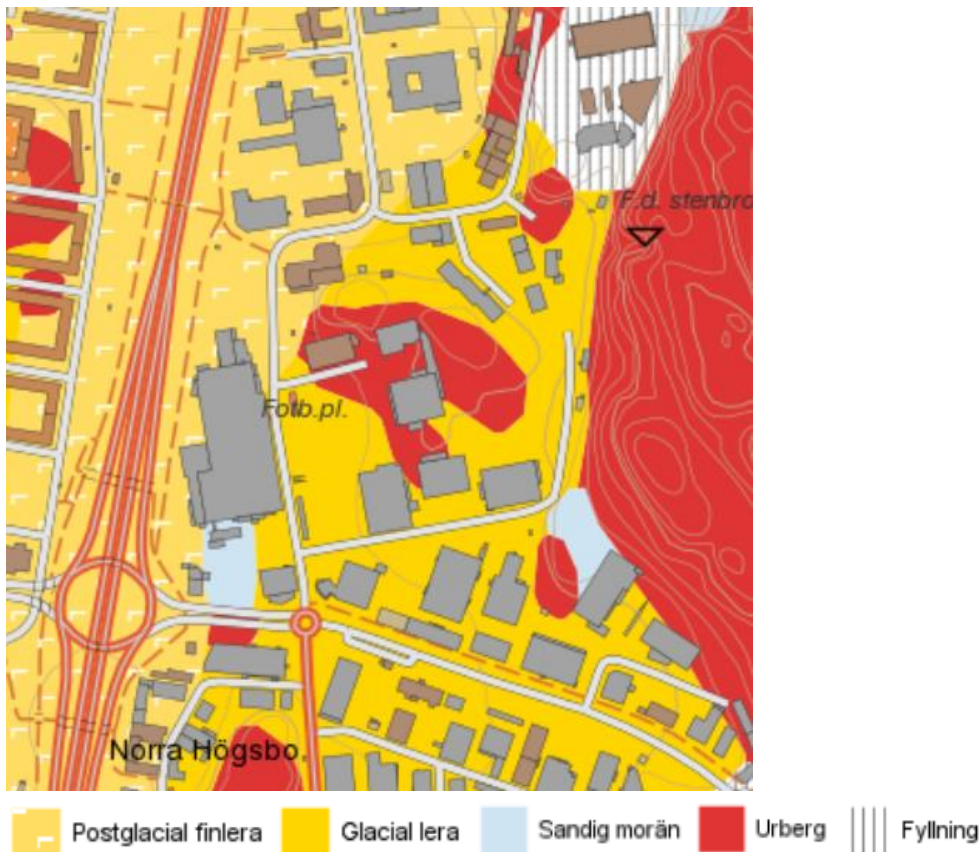 F.d. stenbro
Fotb.pl.
Norra Högsbo
Postglacial finlera
Glacial lera
Sandig morän
Urberg
Fyllning